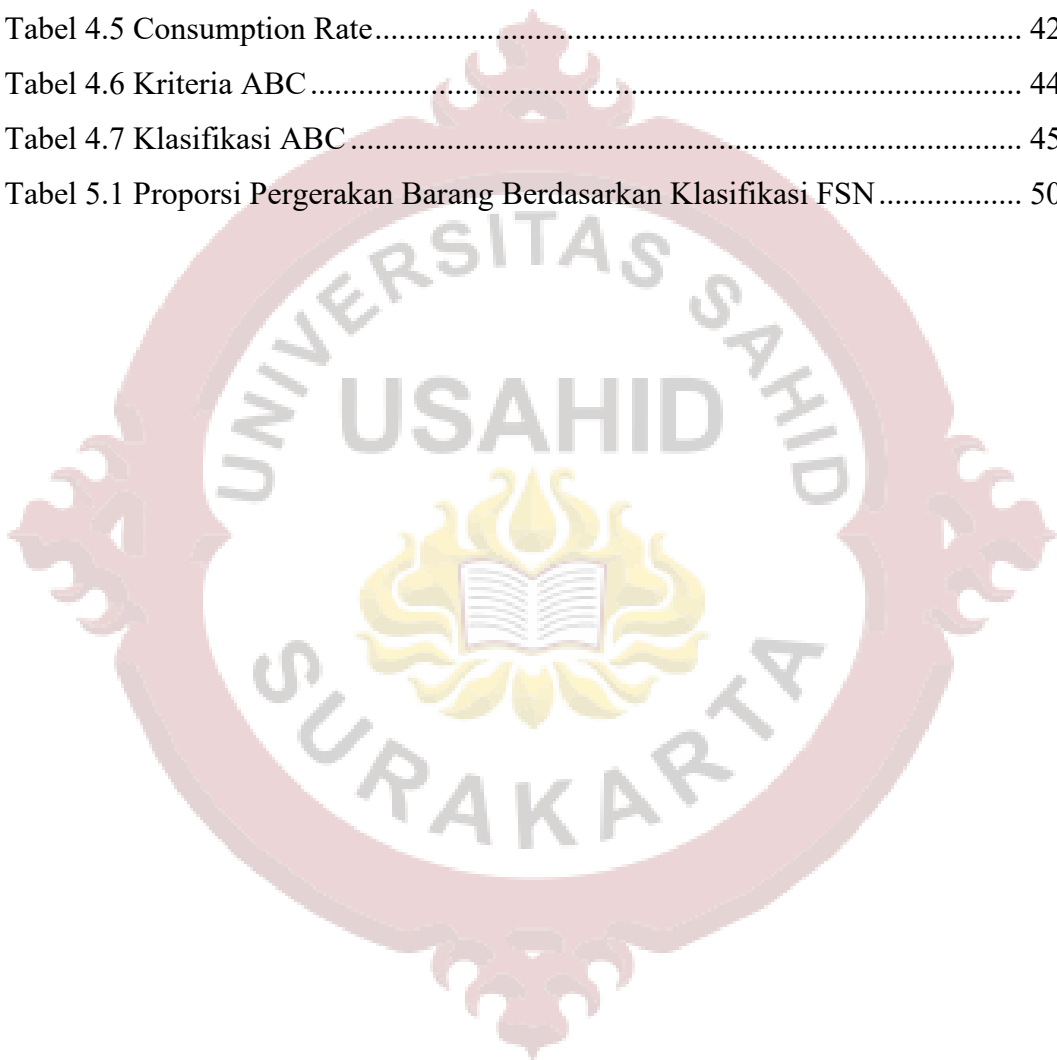 Tabel 4.5 Consumption Rate.......................................................................... 42
Tabel 4.6 Kriteria ABC.................................................................................. 44
Tabel 4.7 Klasifikasi ABC............................................................................. 45
Tabel 5.1 Proporsi Pergerakan Barang Berdasarkan Klasifikasi FSN................. 50
UNIVERSITAS SAHID
USAHID
SURAKARTA